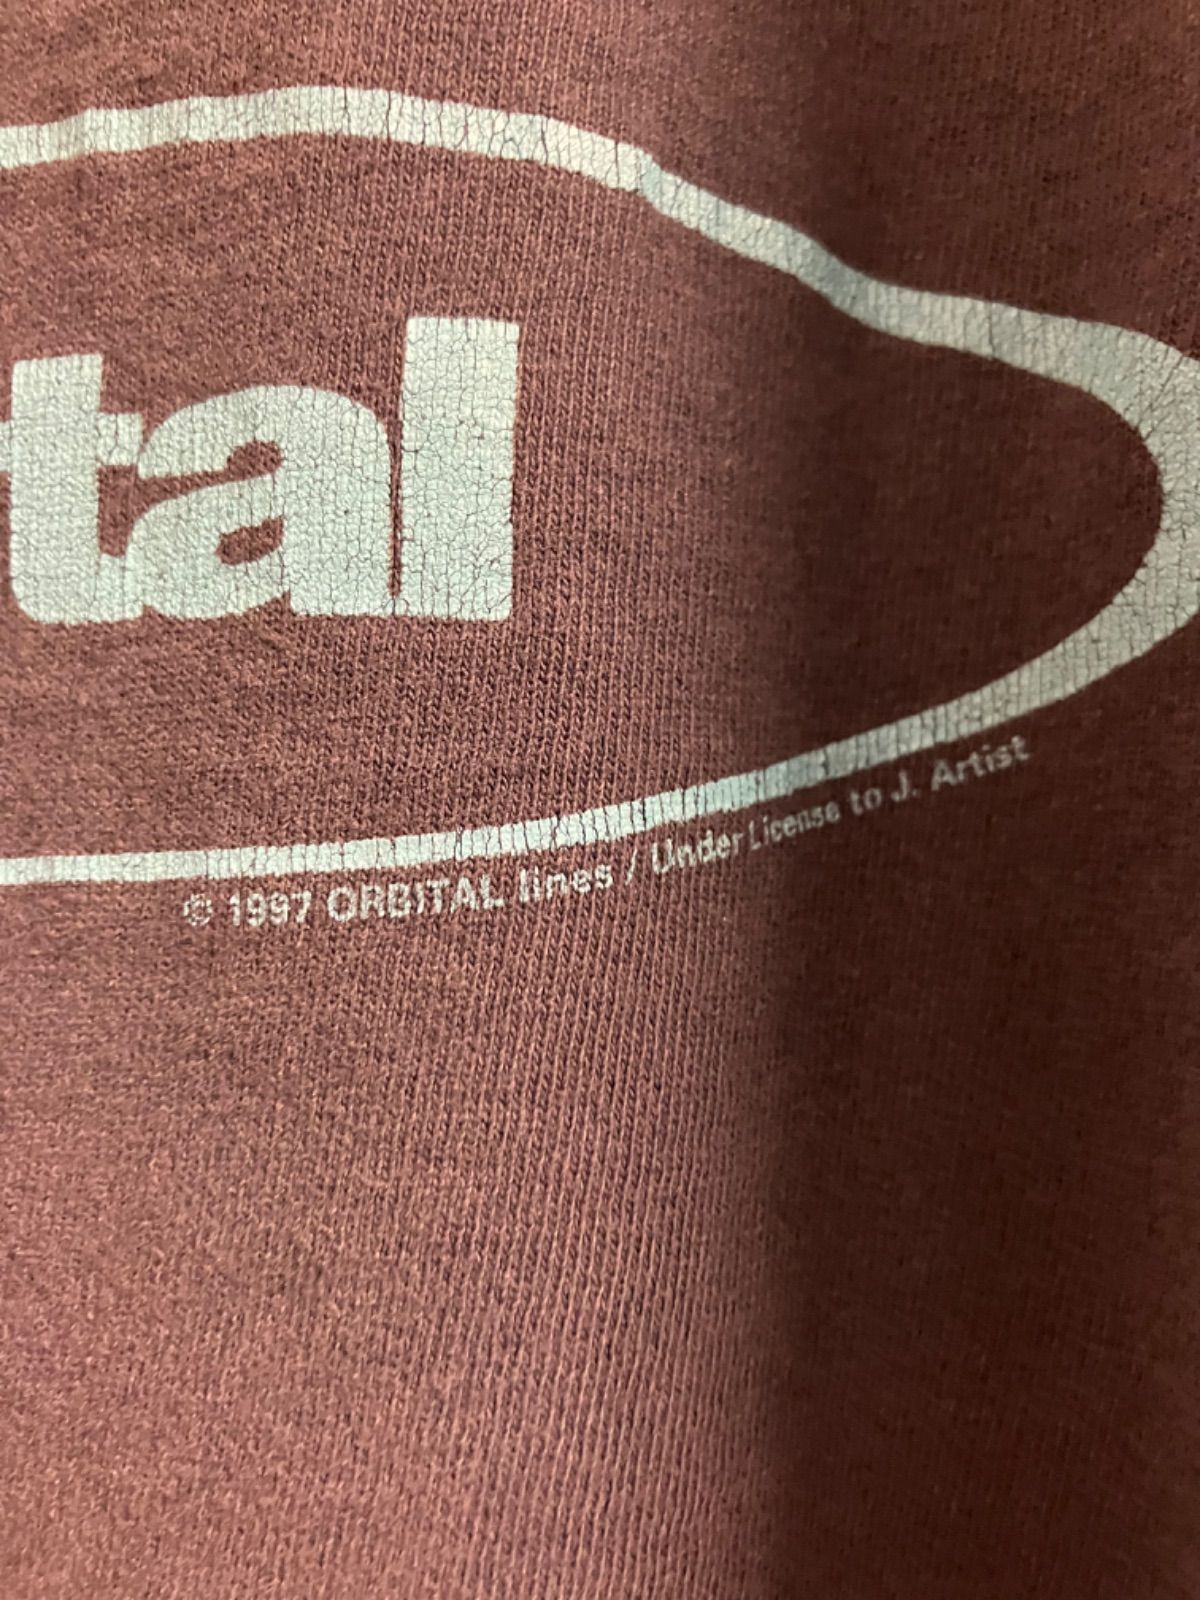 tal
© 1997 ORBITAL lines / Under License to J. Artist